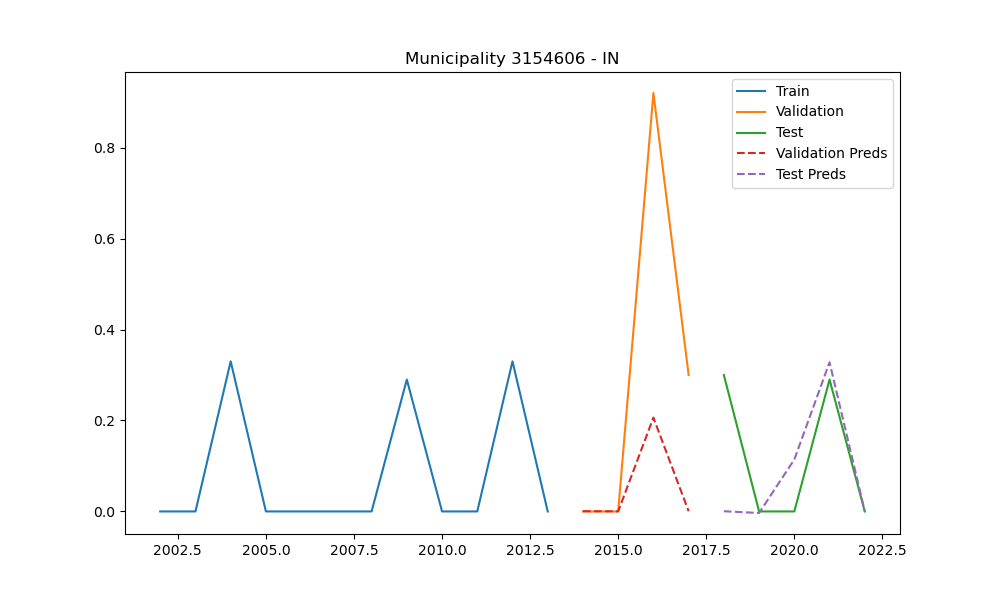 Municipality 3154606 - IN
Train
Validation
Test
Validation Preds
Test Preds
0.8
0.6
0.4
0.2
0.0
2002.5 2005.0 2007.5 2010.0 2012.5 2015.0 2017.5 2020.0 2022.5